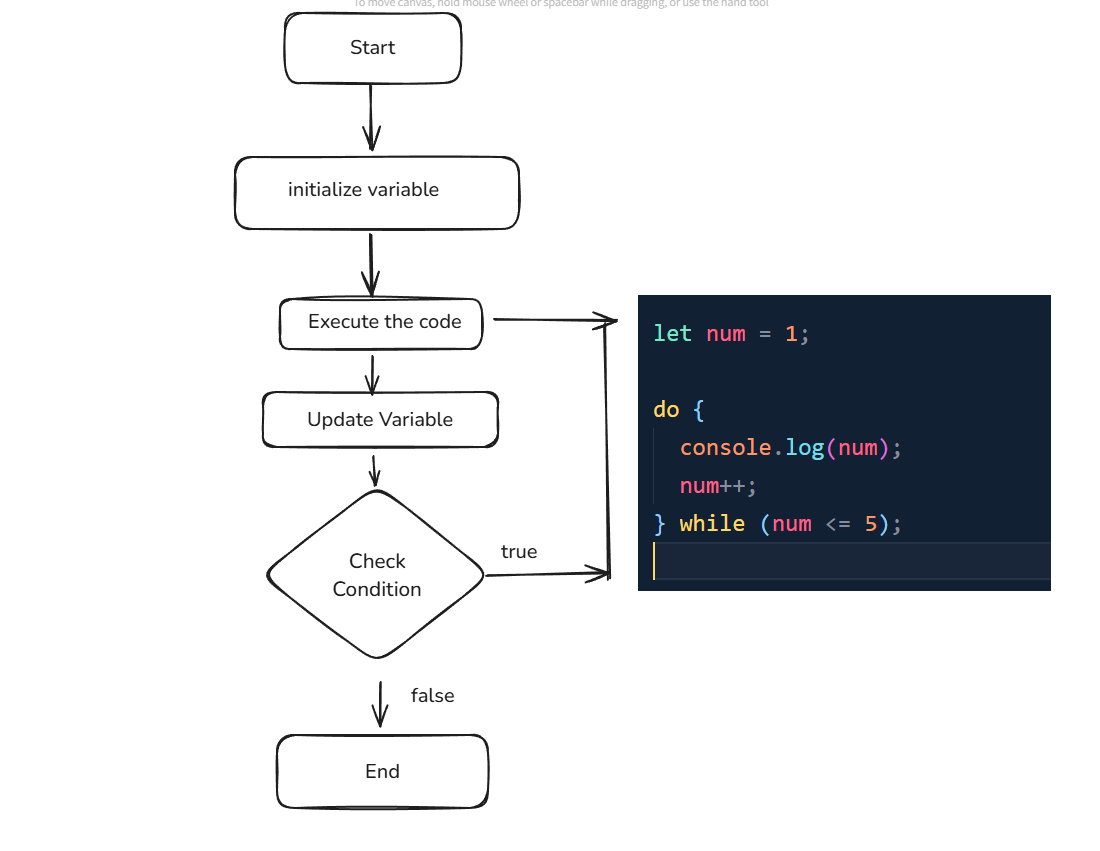 To move canvas, hold mouse wheel or spacebar while dragging, or use the hand tool
Start
initialize variable
Execute the code
Update Variable
Check
Condition
true
false
End
let num = 1;
do {
console.log(num);
num++;
} while (num <= 5);